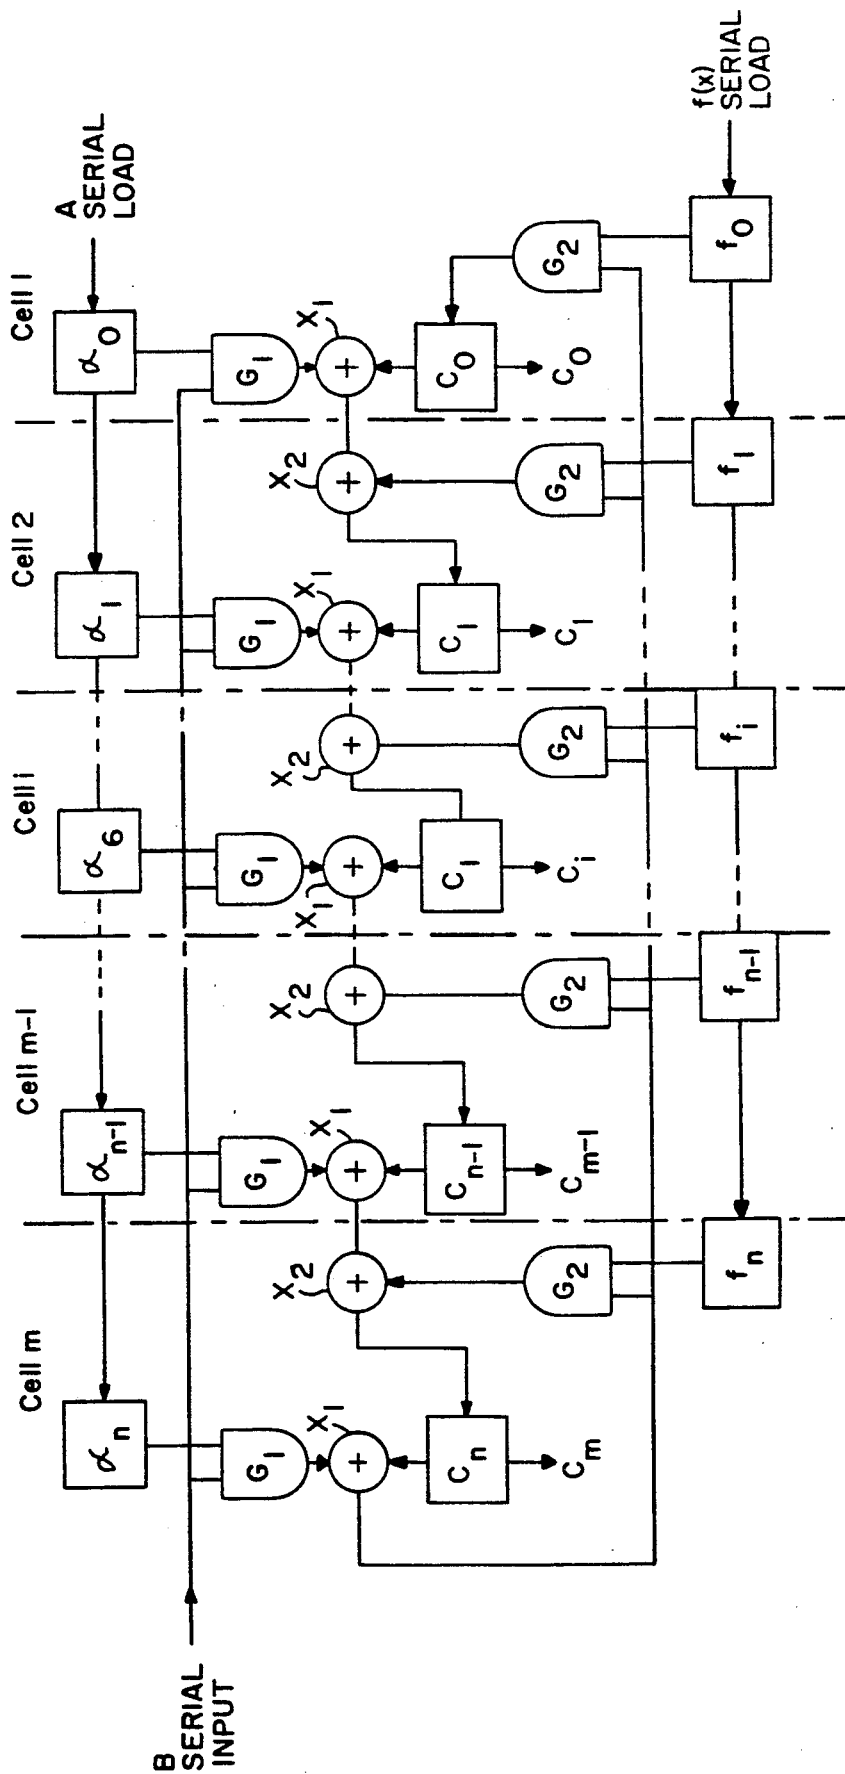 Cell m
Cell m-1
Cell i
Cell 2
Cell 1
A
SERIAL
LOAD
αn
αn-1
α6
α1
α0
B
SERIAL
INPUT
G1
G1
G1
G1
G1
X1
X2
X1
X2
X1
X2
X1
X2
X1
+
+
+
+
+
+
+
+
+
Cn
Cn-1
Ci
C1
C0
Cm
Cm-1
Ci
C1
C0
G2
G2
G2
G2
G2
fn
fn-1
fi
f1
f0
f(x)
SERIAL
LOAD